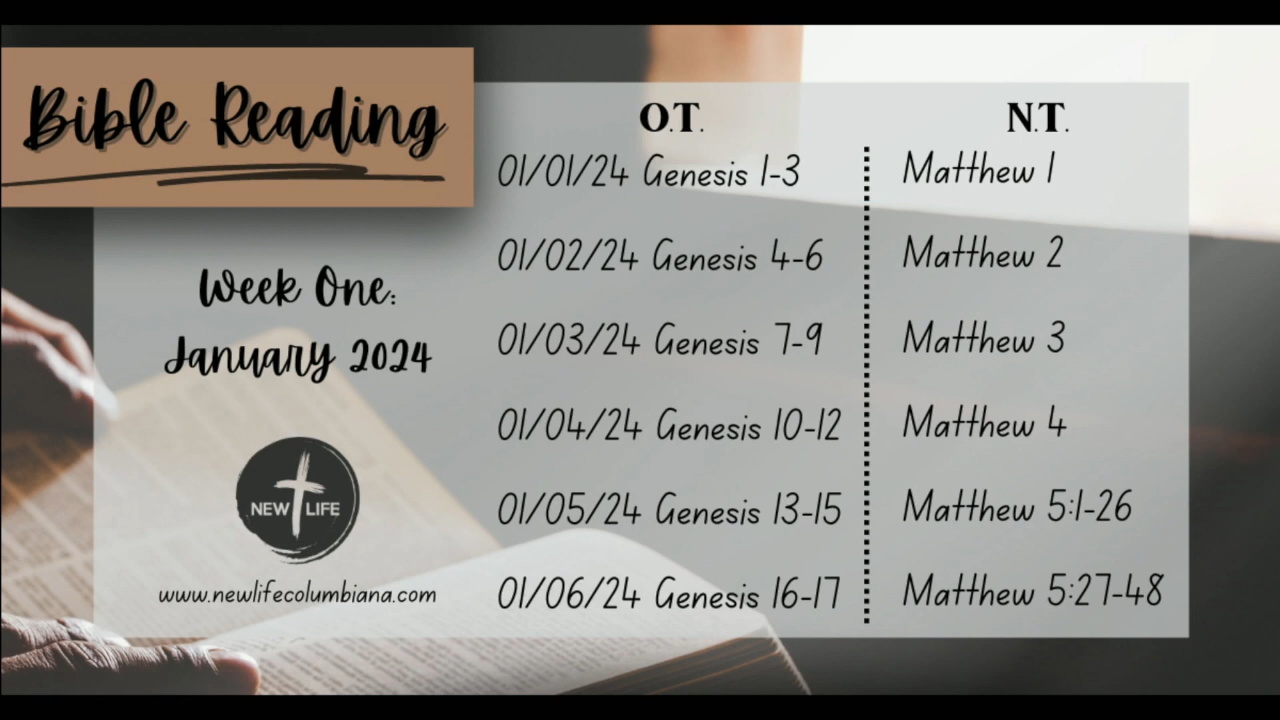 Bible Reading
Week One:
January 2024
NEW LIFE
www.newlifecolumbiana.com
O.T. N.T.
01/01/24 Genesis 1-3 Matthew 1
01/02/24 Genesis 4-6 Matthew 2
01/03/24 Genesis 7-9 Matthew 3
01/04/24 Genesis 10-12 Matthew 4
01/05/24 Genesis 13-15 Matthew 5:1-26
01/06/24 Genesis 16-17 Matthew 5:27-48